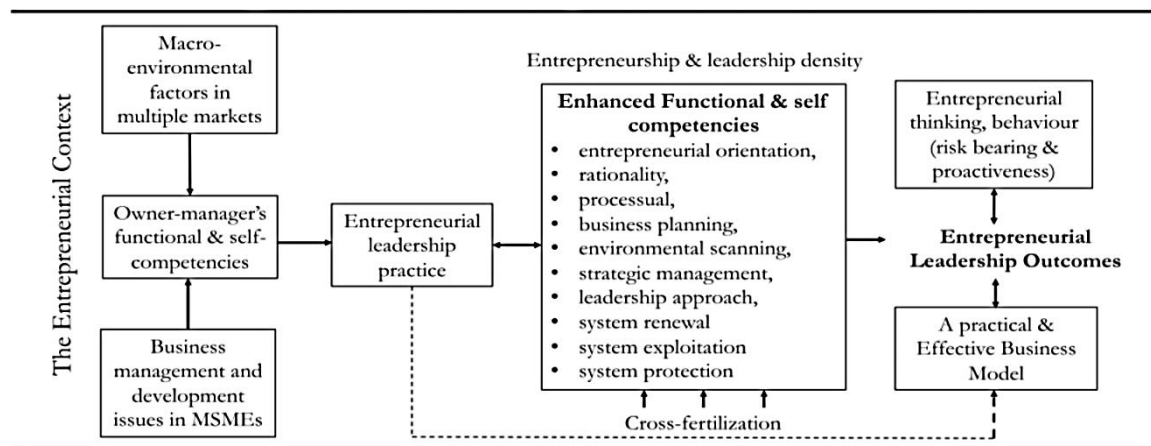 The Entrepreneurial Context
Macro-
environmental
factors in
multiple markets
Owner-manager's
functional & self-
competencies
Business
management and
development
issues in MSMEs
Entrepreneurial
leadership
practice
Entrepreneurship & leadership density
Enhanced Functional & self
competencies
• entrepreneurial orientation,
• rationality,
• processual,
• business planning,
• environmental scanning,
• strategic management,
• leadership approach,
• system renewal
• system exploitation
• system protection
Cross-fertilization
Entrepreneurial
thinking, behaviour
(risk bearing &
proactiveness)
Entrepreneurial
Leadership Outcomes
A practical &
Effective Business
Model